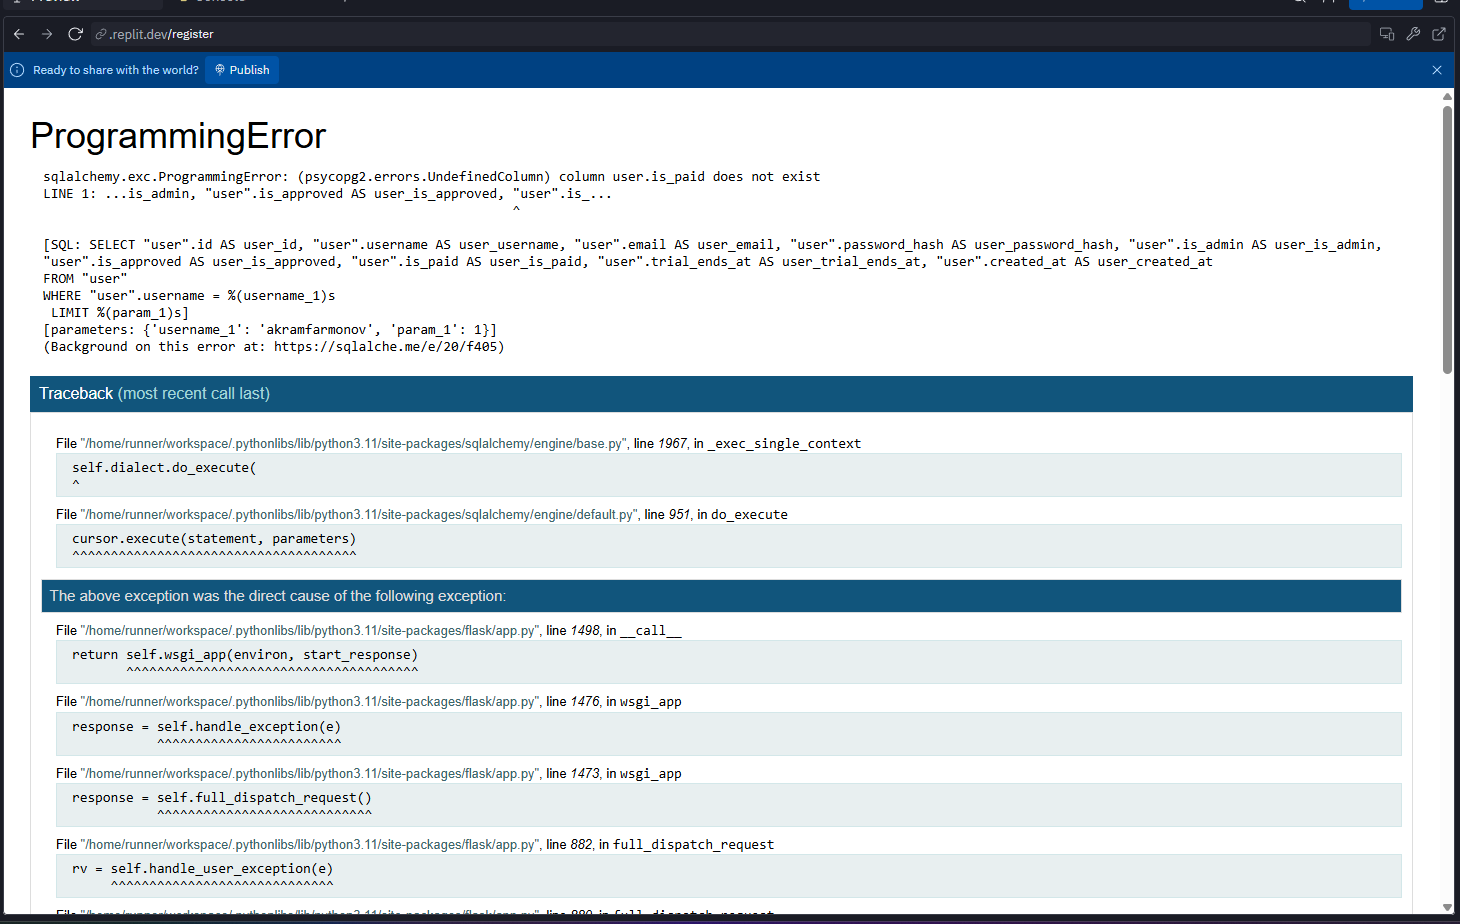 .replit.dev/register
Ready to share with the world? Publish
ProgrammingError
sqlalchemy.exc.ProgrammingError: (psycopg2.errors.UndefinedColumn) column user.is_paid does not exist
LINE 1: ...is_admin, "user".is_approved AS user_is_approved, "user".is_...
^
[SQL: SELECT "user".id AS user_id, "user".username AS user_username, "user".email AS user_email, "user".password_hash AS user_password_hash, "user".is_admin AS user_is_admin,
"user".is_approved AS user_is_approved, "user".is_paid AS user_is_paid, "user".trial_ends_at AS user_trial_ends_at, "user".created_at AS user_created_at
FROM "user"
WHERE "user".username = %(username_1)s
LIMIT %(param_1)s]
[parameters: {'username_1': 'akramfarmonov', 'param_1': 1}]
(Background on this error at: https://sqlalche.me/e/20/f405)
Traceback (most recent call last)
File "/home/runner/workspace/.pythonlibs/lib/python3.11/site-packages/sqlalchemy/engine/base.py", line 1967, in _exec_single_context
self.dialect.do_execute(
^
File "/home/runner/workspace/.pythonlibs/lib/python3.11/site-packages/sqlalchemy/engine/default.py", line 951, in do_execute
cursor.execute(statement, parameters)
^^^^^^^^^^^^^^^^^^^^^^^^^^^^^^^^^^^^^
The above exception was the direct cause of the following exception:
File "/home/runner/workspace/.pythonlibs/lib/python3.11/site-packages/flask/app.py", line 1498, in __call__
return self.wsgi_app(environ, start_response)
^^^^^^^^^^^^^^^^^^^^^^^^^^^^^^^^^^^^^^
File "/home/runner/workspace/.pythonlibs/lib/python3.11/site-packages/flask/app.py", line 1476, in wsgi_app
response = self.handle_exception(e)
^^^^^^^^^^^^^^^^^^^^^^^^
File "/home/runner/workspace/.pythonlibs/lib/python3.11/site-packages/flask/app.py", line 1473, in wsgi_app
response = self.full_dispatch_request()
^^^^^^^^^^^^^^^^^^^^^^^^^^^^
File "/home/runner/workspace/.pythonlibs/lib/python3.11/site-packages/flask/app.py", line 882, in full_dispatch_request
rv = self.handle_user_exception(e)
^^^^^^^^^^^^^^^^^^^^^^^^^^^^^